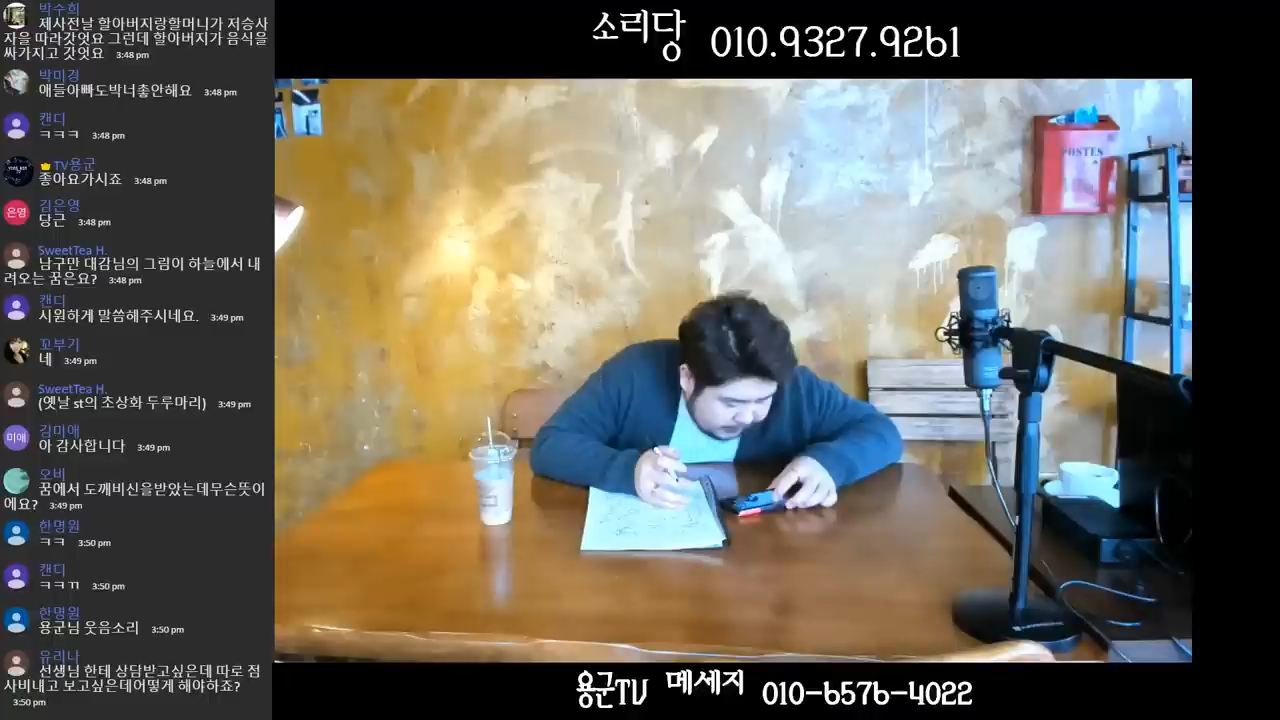 박수희
제사전날 할아버지랑할머니가 저승사
자을 따라갓엇요 그런데 할아버지가 음식을
싸가지고 갓엇요 3:48 pm
박미경
애들아빠도박너춯안해요 3:48 pm
캔디
ㅋㅋㅋ 3:48 pm
TV용군
좋아요가시죠 3:48 pm
은영
김은영
당근 3:48 pm
SweetTea H.
남구만 대감님의 그림이 하늘에서 내
려오는 꿈은요? 3:48 pm
캔디
시원하게 말씀해주시네요. 3:49 pm
꼬부기
네 3:49 pm
SweetTea H.
(옛날 st의 초상화 두루마리) 3:49 pm
미애
김미애
아 감사합니다 3:49 pm
오비
꿈에서 도깨비신을받았는데무슨뜻이
에요? 3:49 pm
한명원
ㅋㅋ 3:50 pm
캔디
ㅋㅋㄲ 3:50 pm
한명원
용군님 웃음소리 3:50 pm
유리나
선생님 한테 상담받고싶은데 따로 점
사비내고 보고싶은데어떻게 해야하죠?
3:50 pm
소리당 010.9327.9261
POSTES
용군TV 메세지 010-6576-4022